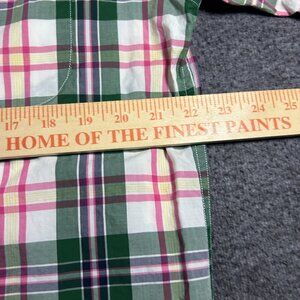 17 18 19 20 21 22 23 24 25
HOME OF THE FINEST PAINTS